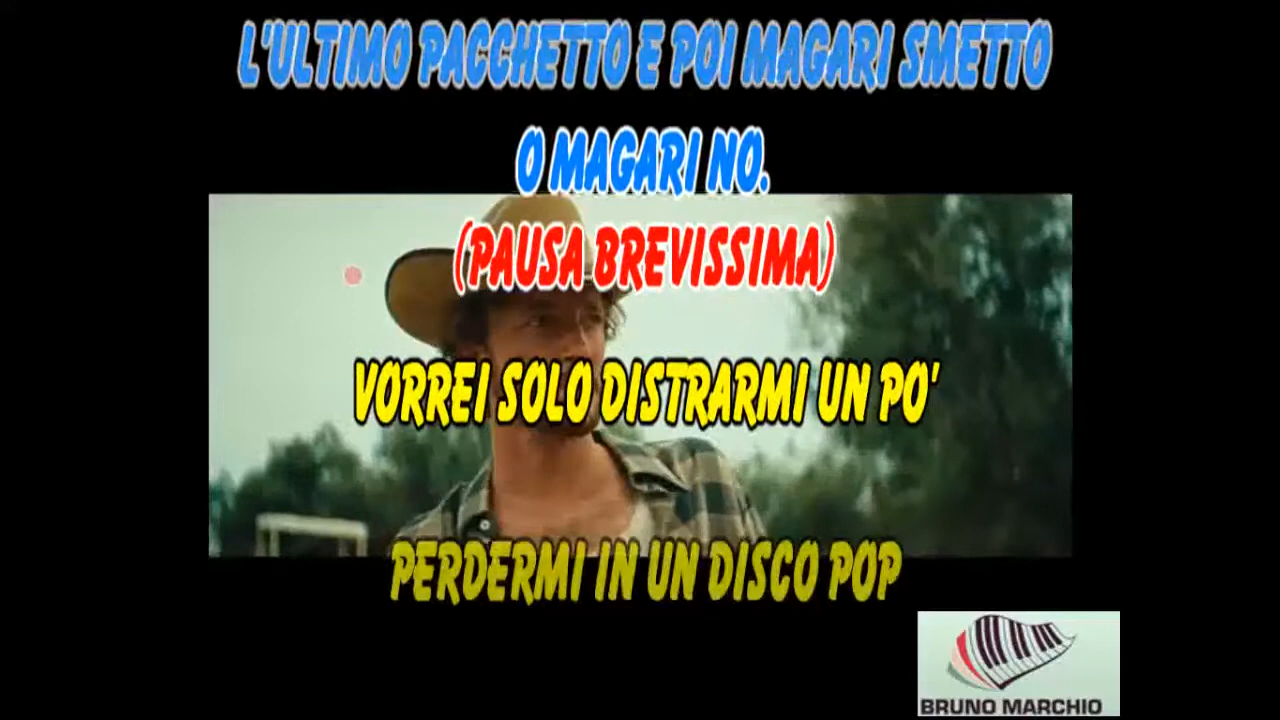 L'ULTIMO PACCHETTO E POI MAGARI SMETTO
O MAGARI NO.
(PAUSA BREVISSIMA)
VORREI SOLO DISTRARMI UN PO'
PERDERMI IN UN DISCO POP
BRUNO MARCHIO